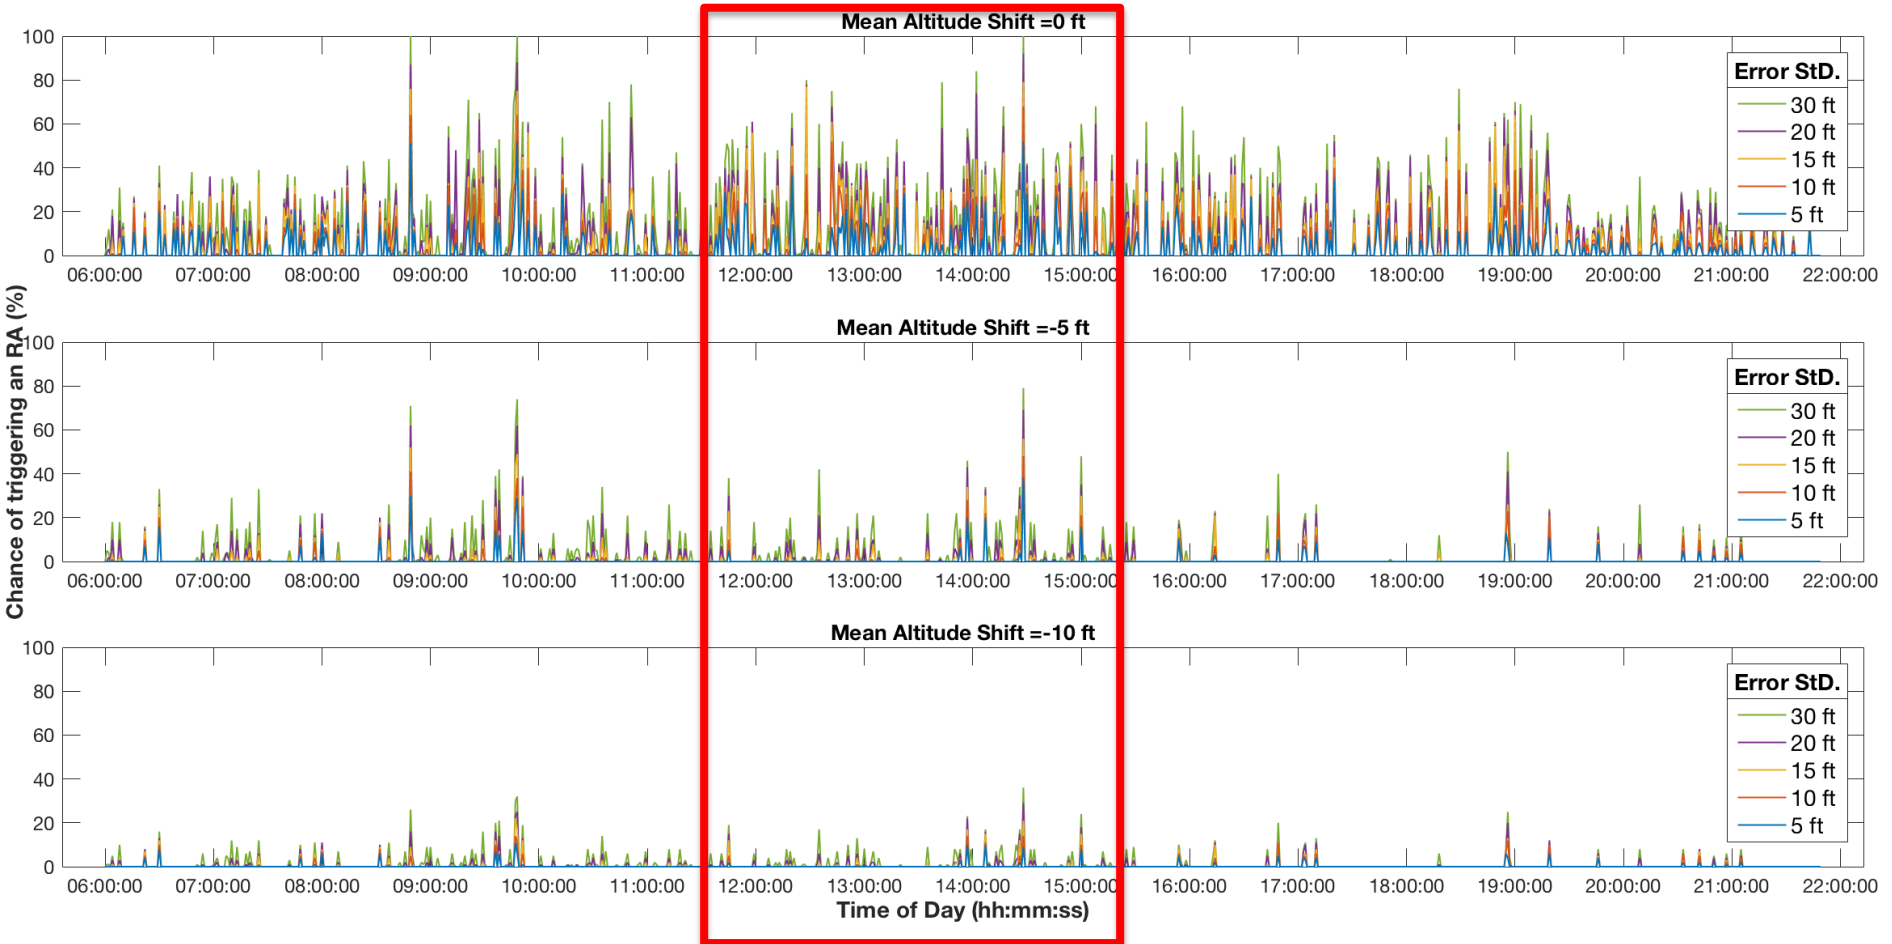 Mean Altitude Shift =0 ft
100
80
60
40
20
0
06:00:00 07:00:00 08:00:00 09:00:00 10:00:00 11:00:00 12:00:00 13:00:00 14:00:00 15:00:00 16:00:00 17:00:00 18:00:00 19:00:00 20:00:00 21:00:00 22:00:00
Error StD.
30 ft
20 ft
15 ft
10 ft
5 ft
Chance of triggering an RA (%)
Mean Altitude Shift =-5 ft
100
80
60
40
20
0
06:00:00 07:00:00 08:00:00 09:00:00 10:00:00 11:00:00 12:00:00 13:00:00 14:00:00 15:00:00 16:00:00 17:00:00 18:00:00 19:00:00 20:00:00 21:00:00 22:00:00
Error StD.
30 ft
20 ft
15 ft
10 ft
5 ft
Mean Altitude Shift =-10 ft
100
80
60
40
20
0
06:00:00 07:00:00 08:00:00 09:00:00 10:00:00 11:00:00 12:00:00 13:00:00 14:00:00 15:00:00 16:00:00 17:00:00 18:00:00 19:00:00 20:00:00 21:00:00 22:00:00
Error StD.
30 ft
20 ft
15 ft
10 ft
5 ft
Time of Day (hh:mm:ss)